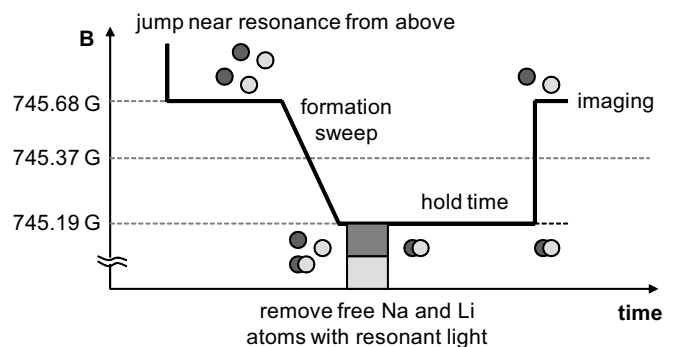 jump near resonance from above
B
745.68 G
formation
sweep
imaging
745.37 G
hold time
745.19 G
remove free Na and Li
atoms with resonant light
time